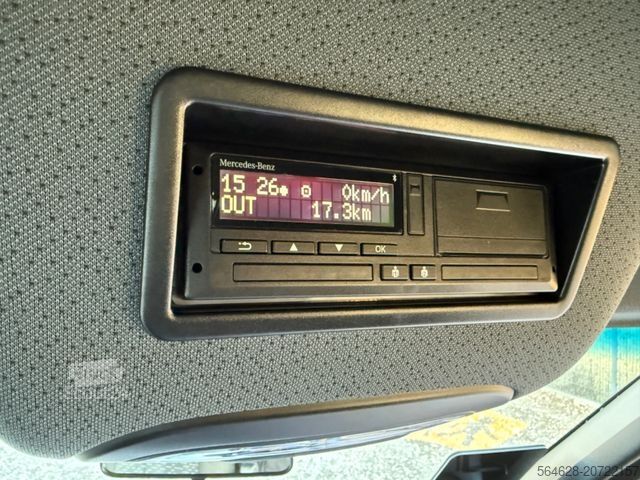 Mercedes-Benz
15 26 0km/h
OUT 17.3km
OK
564628-20722157